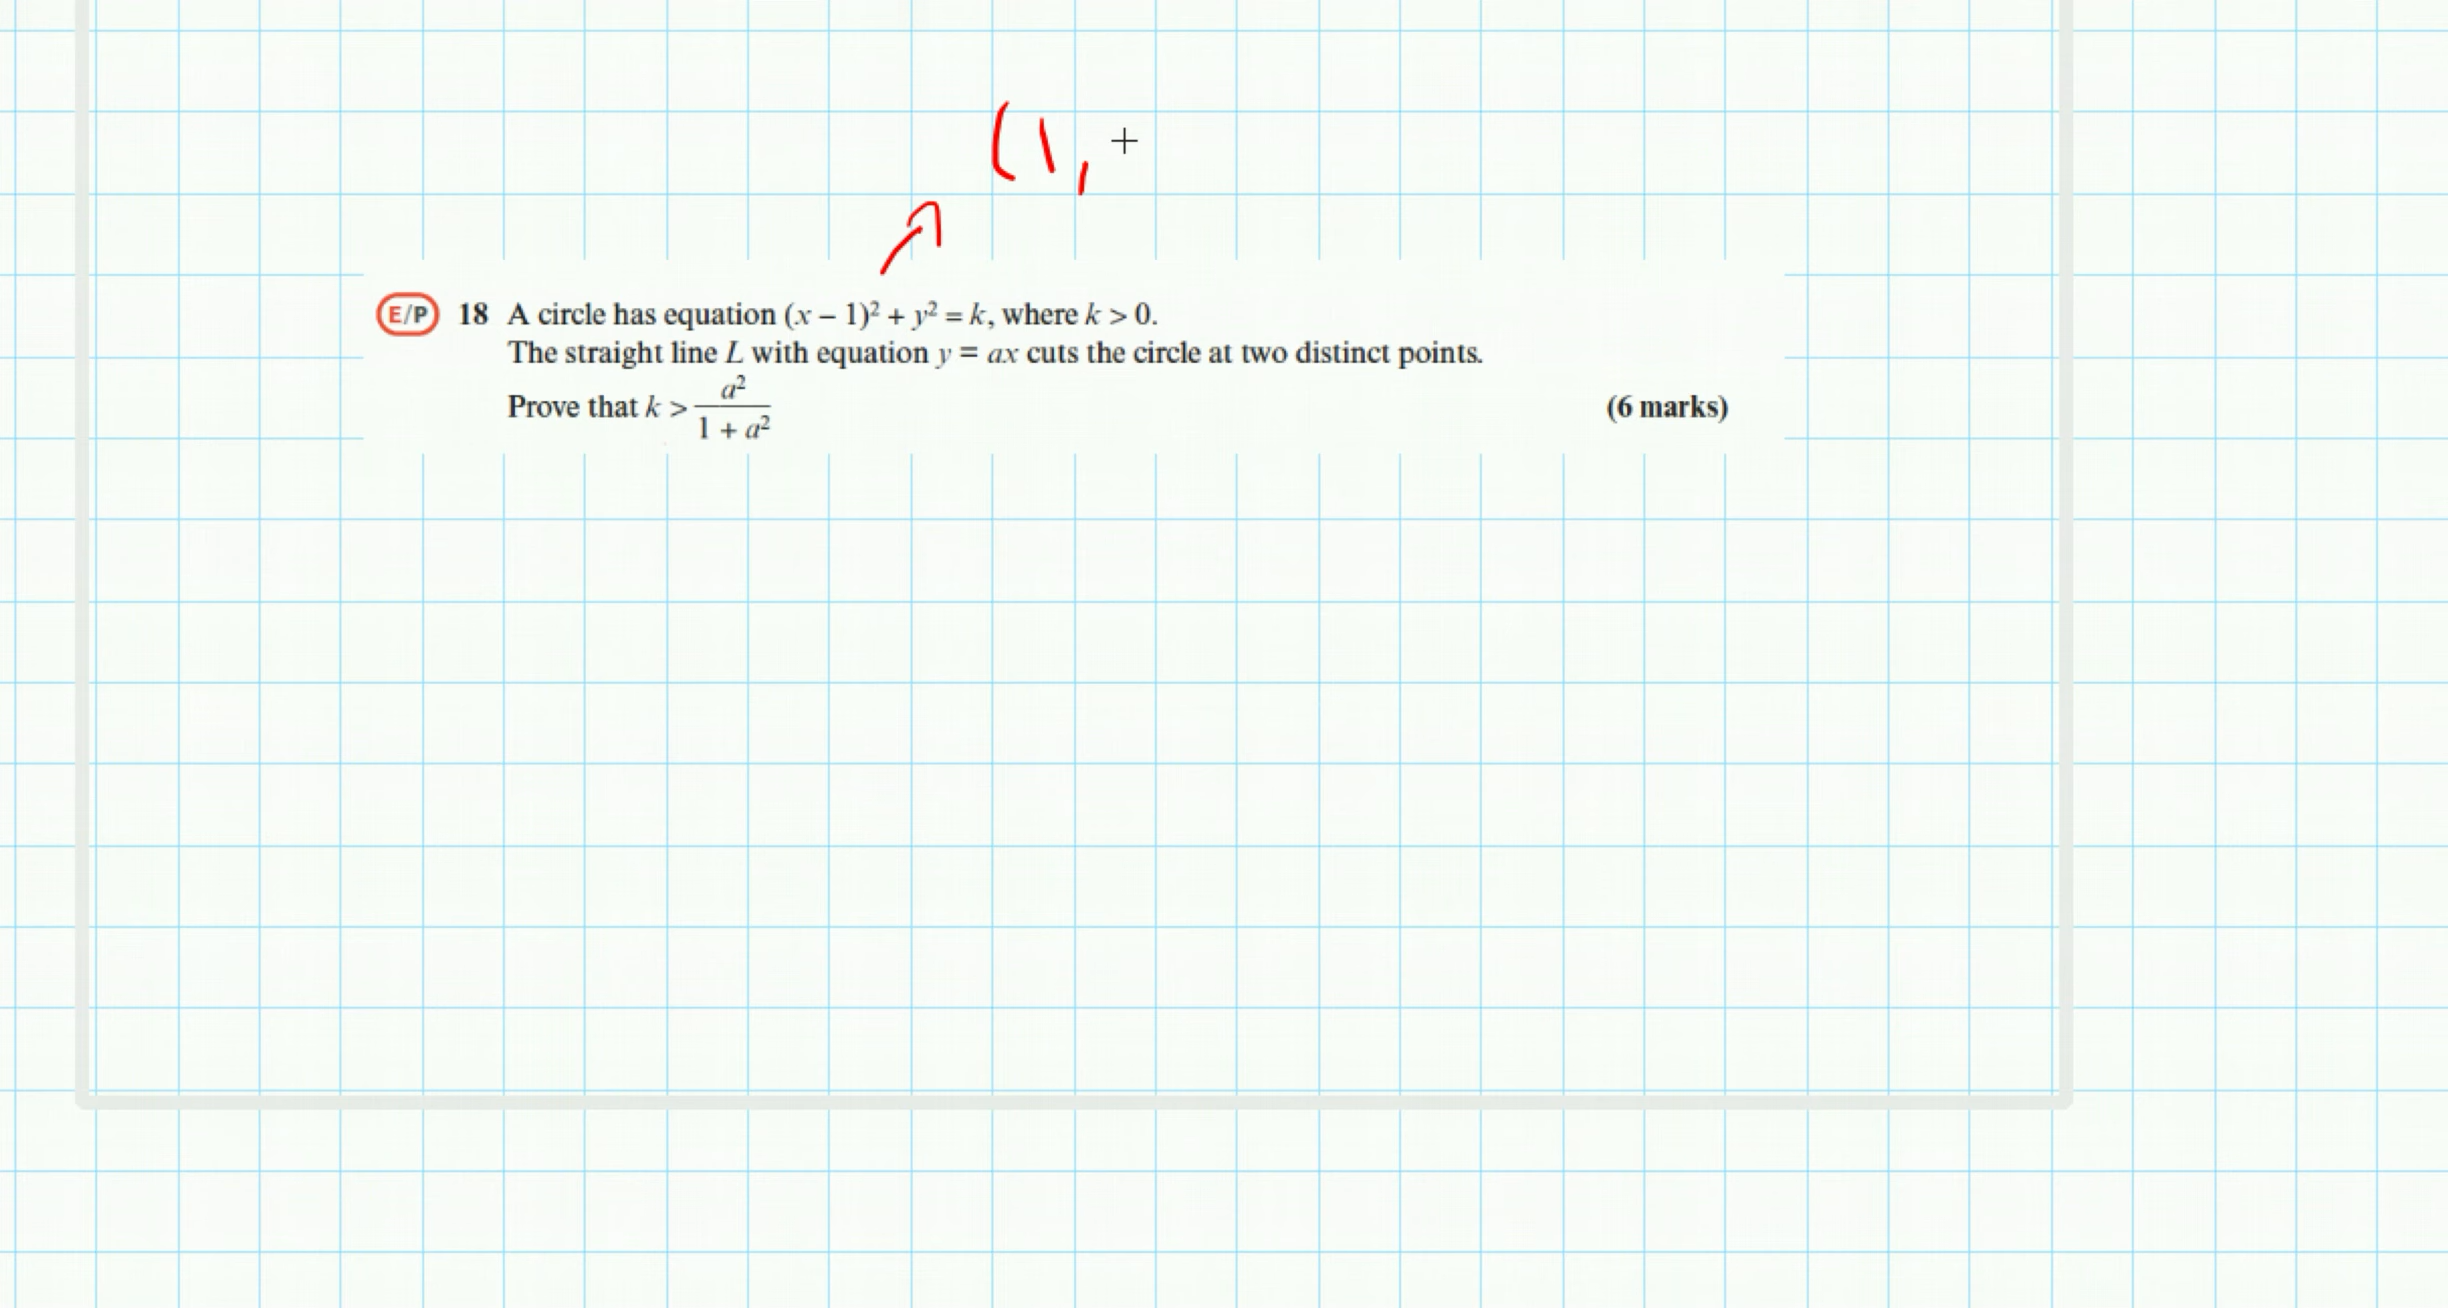 (1,
E/P 18 A circle has equation (x – 1)² + y² = k, where k > 0.
The straight line L with equation y = ax cuts the circle at two distinct points.
Prove that k > a²/(1 + a²) (6 marks)